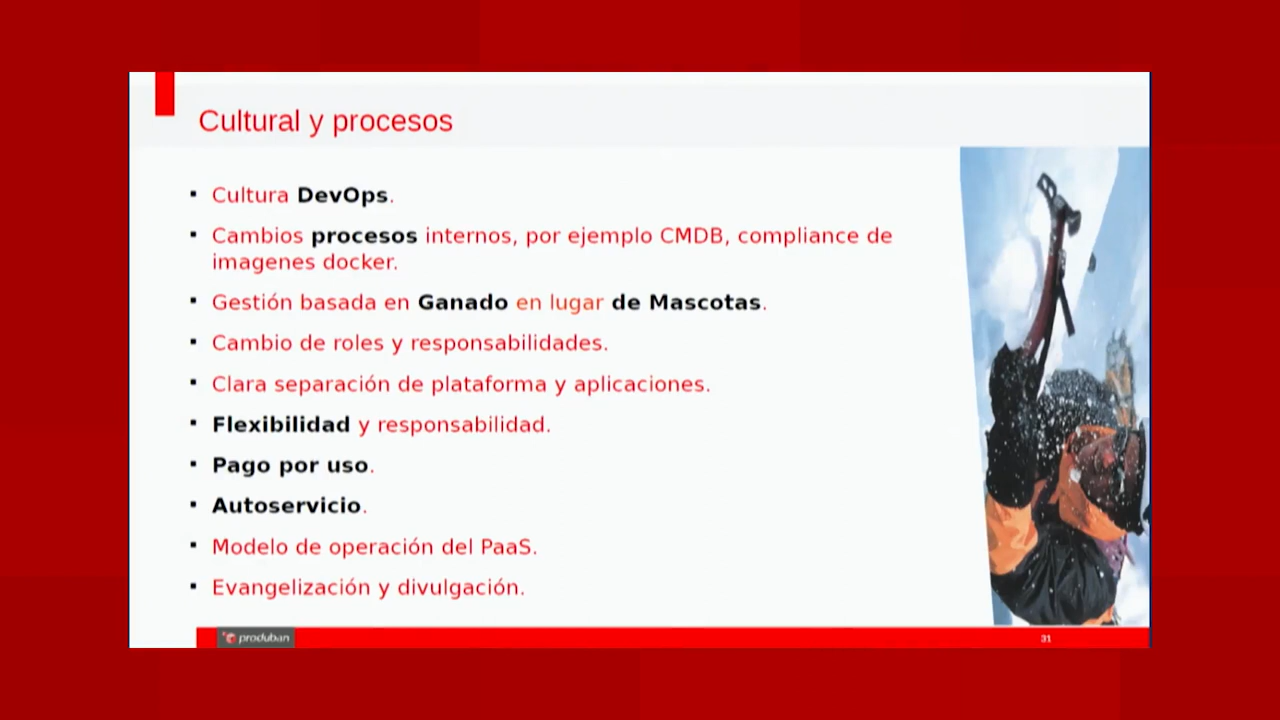 Cultural y procesos
Cultura DevOps.
Cambios procesos internos, por ejemplo CMDB, compliance de
imagenes docker.
Gestión basada en Ganado en lugar de Mascotas.
Cambio de roles y responsabilidades.
Clara separación de plataforma y aplicaciones.
Flexibilidad y responsabilidad.
Pago por uso.
Autoservicio.
Modelo de operación del PaaS.
Evangelización y divulgación.
produban
31